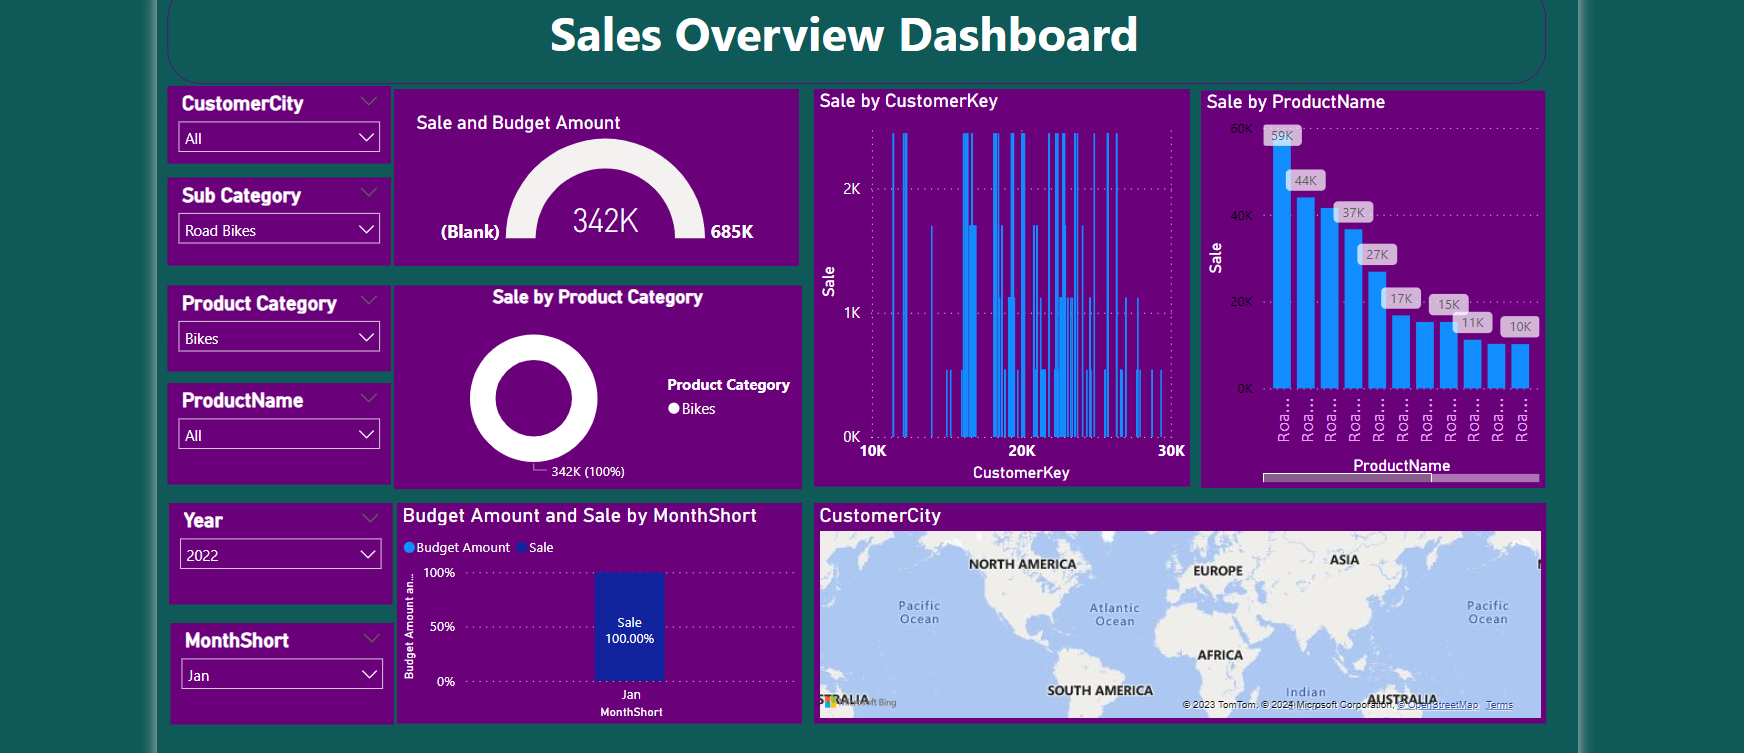 Sales Overview Dashboard
CustomerCity
All
Sub Category
Road Bikes
Product Category
Bikes
ProductName
All
Year
2022
MonthShort
Jan
Sale and Budget Amount
342K
(Blank)
685K
Sale by Product Category
Product Category
Bikes
342K (100%)
Budget Amount and Sale by MonthShort
Budget Amount
Sale
Budget Amount an...
100%
50%
0%
Sale
100.00%
Jan
MonthShort
Sale by CustomerKey
Sale
2K
1K
0K
10K
20K
30K
CustomerKey
Sale by ProductName
Sale
60K
40K
20K
0K
59K
44K
37K
27K
17K
15K
11K
10K
Roa...
Roa...
Roa...
Roa...
Roa...
Roa...
Roa...
Roa...
Roa...
Roa...
Roa...
ProductName
CustomerCity
NORTH AMERICA
EUROPE
ASIA
Pacific
Ocean
Atlantic
Ocean
Pacific
Ocean
AFRICA
SOUTH AMERICA
Indian
AUSTRALIA
STRALIA
Microsoft Bing
© 2023 TomTom, © 2024 Microsoft Corporation, © OpenStreetMap Terms